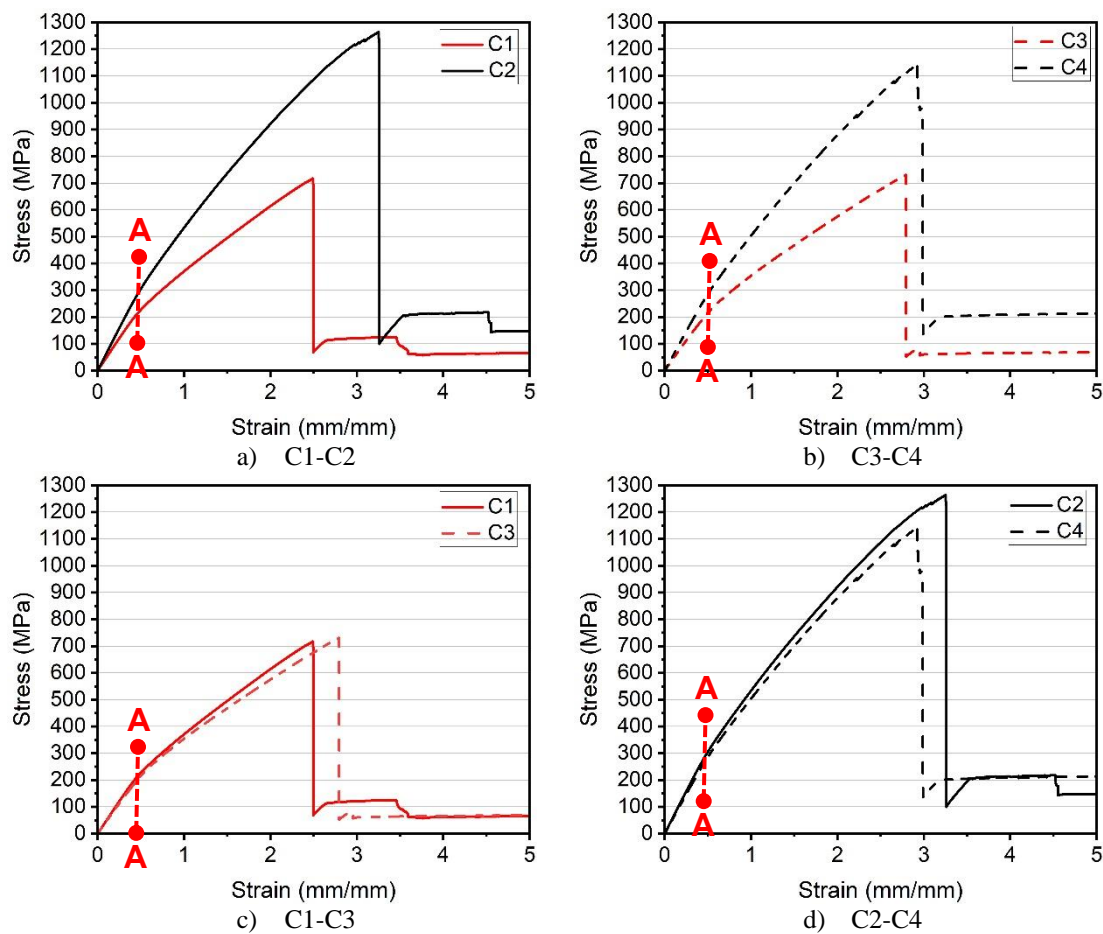 1300
1200
1100
1000
900
800
700
600
500
400
300
200
100
0
Stress (MPa)
C1
C2
A
A
0 1 2 3 4 5
Strain (mm/mm)
a) C1-C2
1300
1200
1100
1000
900
800
700
600
500
400
300
200
100
0
Stress (MPa)
C3
C4
A
A
0 1 2 3 4 5
Strain (mm/mm)
b) C3-C4
1300
1200
1100
1000
900
800
700
600
500
400
300
200
100
0
Stress (MPa)
C1
C3
A
A
0 1 2 3 4 5
Strain (mm/mm)
c) C1-C3
1300
1200
1100
1000
900
800
700
600
500
400
300
200
100
0
Stress (MPa)
C2
C4
A
A
0 1 2 3 4 5
Strain (mm/mm)
d) C2-C4